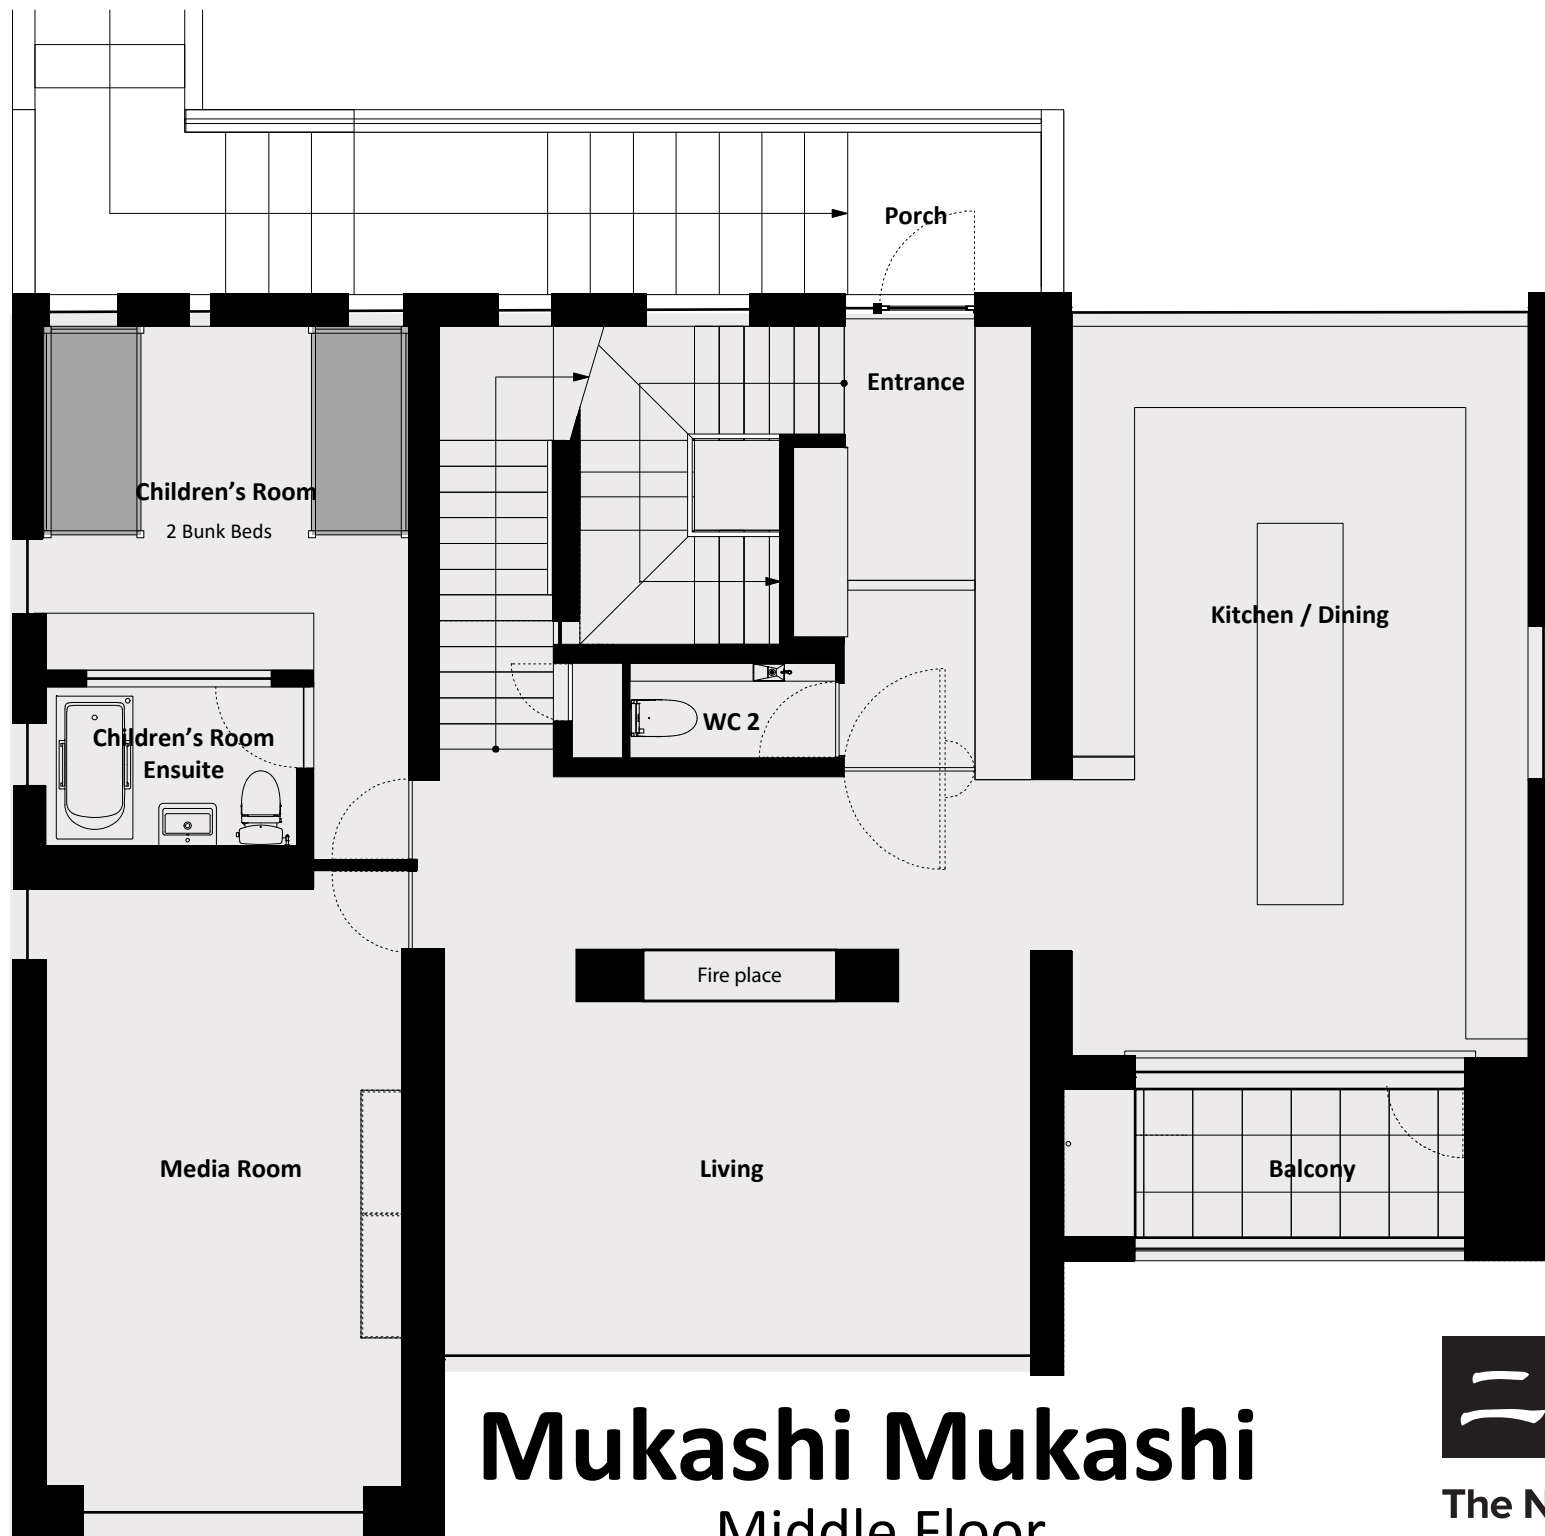 Porch
Entrance
Children's Room
2 Bunk Beds
Kitchen / Dining
WC 2
Children's Room
Ensuite
Fire place
Media Room
Living
Balcony
Mukashi Mukashi
Middle Floor
The N